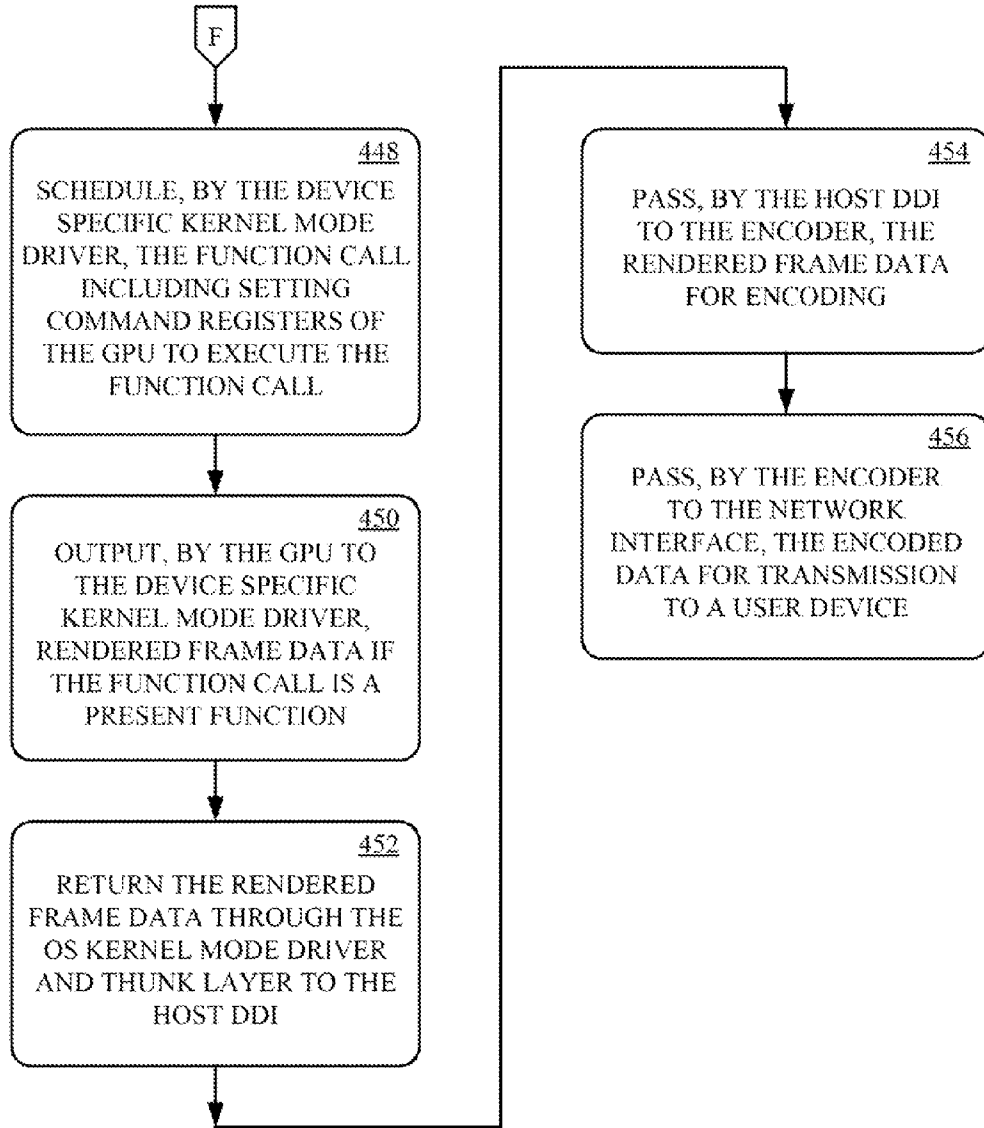 F
448
SCHEDULE, BY THE DEVICE
SPECIFIC KERNEL MODE
DRIVER, THE FUNCTION CALL
INCLUDING SETTING
COMMAND REGISTERS OF
THE GPU TO EXECUTE THE
FUNCTION CALL
450
OUTPUT, BY THE GPU TO
THE DEVICE SPECIFIC
KERNEL MODE DRIVER,
RENDERED FRAME DATA IF
THE FUNCTION CALL IS A
PRESENT FUNCTION
452
RETURN THE RENDERED
FRAME DATA THROUGH THE
OS KERNEL MODE DRIVER
AND THUNK LAYER TO THE
HOST DDI
454
PASS, BY THE HOST DDI
TO THE ENCODER, THE
RENDERED FRAME DATA
FOR ENCODING
456
PASS, BY THE ENCODER
TO THE NETWORK
INTERFACE, THE ENCODED
DATA FOR TRANSMISSION
TO A USER DEVICE